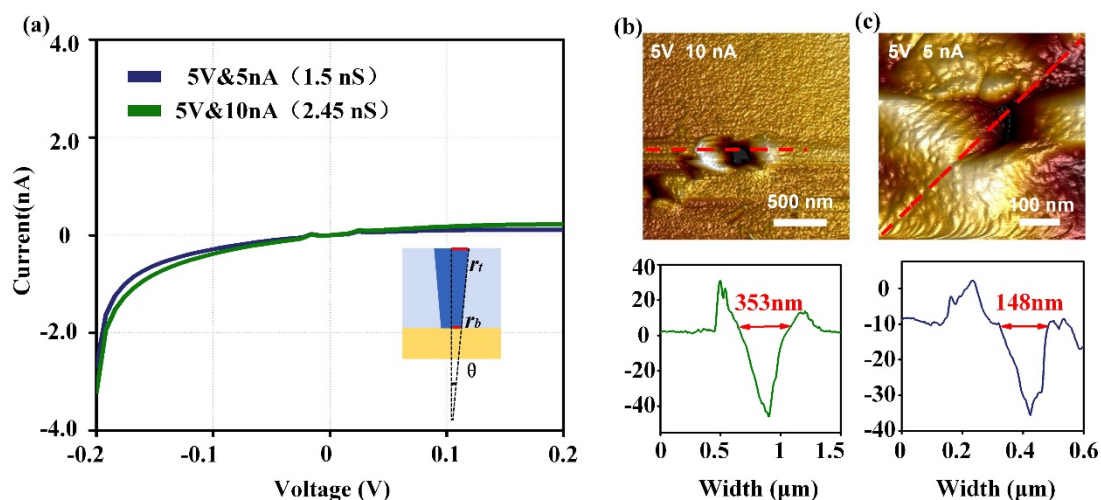 (a)
4.0
2.0
0
-2.0
-4.0
Current(nA)
5V&5nA（1.5 nS）
5V&10nA（2.45 nS）
rt
rb
θ
-0.2 -0.1 0 0.1 0.2
Voltage (V)
(b)
5V 10 nA
500 nm
40
20
0
-20
-40
353nm
0 0.5 1 1.5
Width (μm)
(c)
5V 5 nA
100 nm
0
-10
-20
-30
-40
148nm
0 0.2 0.4 0.6
Width (μm)